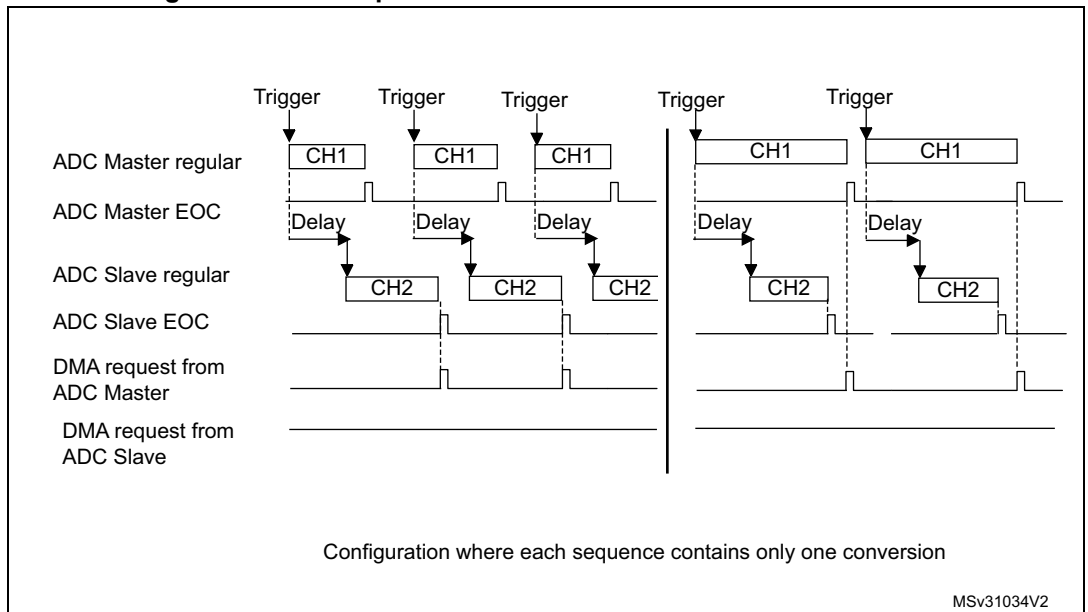 Trigger Trigger Trigger Trigger Trigger
ADC Master regular CH1 CH1 CH1 CH1 CH1
ADC Master EOC
Delay Delay Delay Delay Delay
ADC Slave regular
CH2 CH2 CH2 CH2 CH2
ADC Slave EOC
DMA request from
ADC Master
DMA request from
ADC Slave
Configuration where each sequence contains only one conversion
MSv31034V2